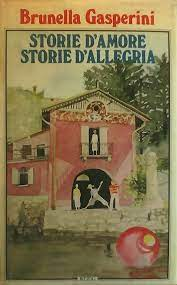 Brunella Gasperini
STORIE D'AMORE
STORIE D'ALLEGRIA